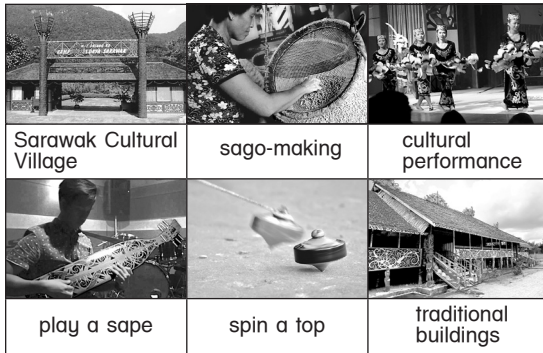 Sarawak Cultural
Village
sago-making
cultural
performance
play a sape
spin a top
traditional
buildings